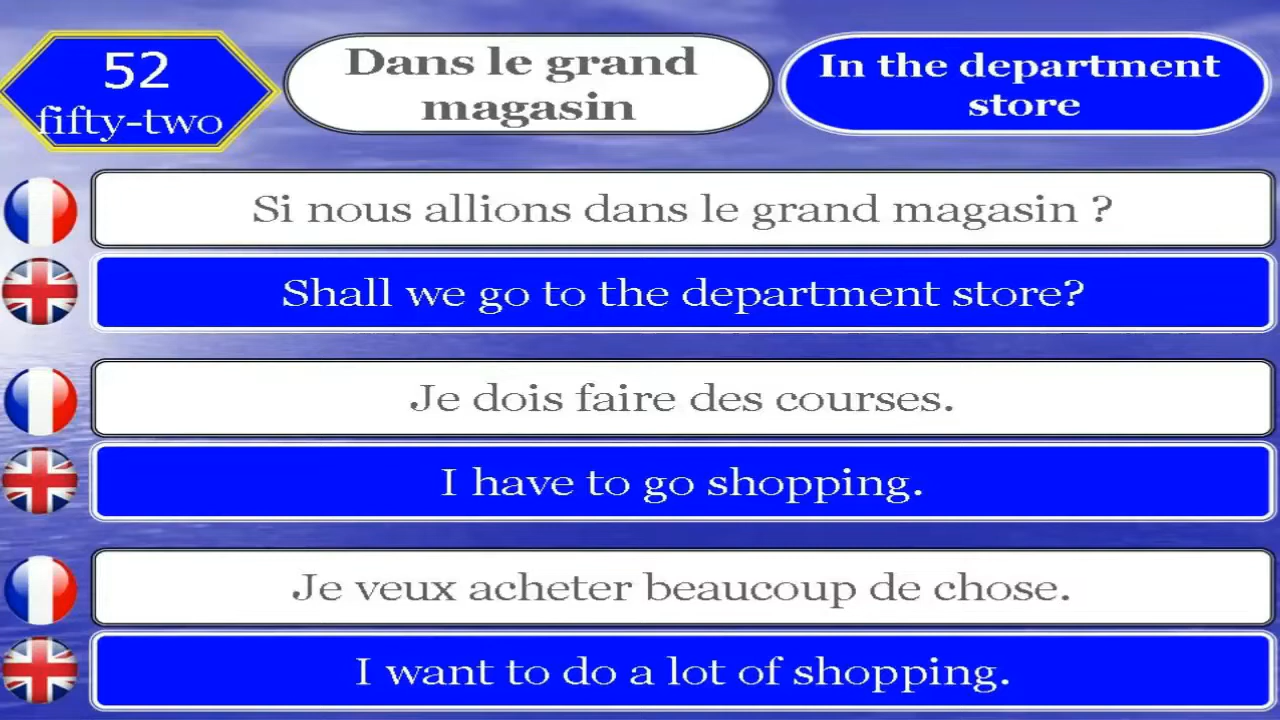 52
fifty-two
Dans le grand
magasin
In the department
store
Si nous allions dans le grand magasin ?
Shall we go to the department store?
Je dois faire des courses.
I have to go shopping.
Je veux acheter beaucoup de chose.
I want to do a lot of shopping.